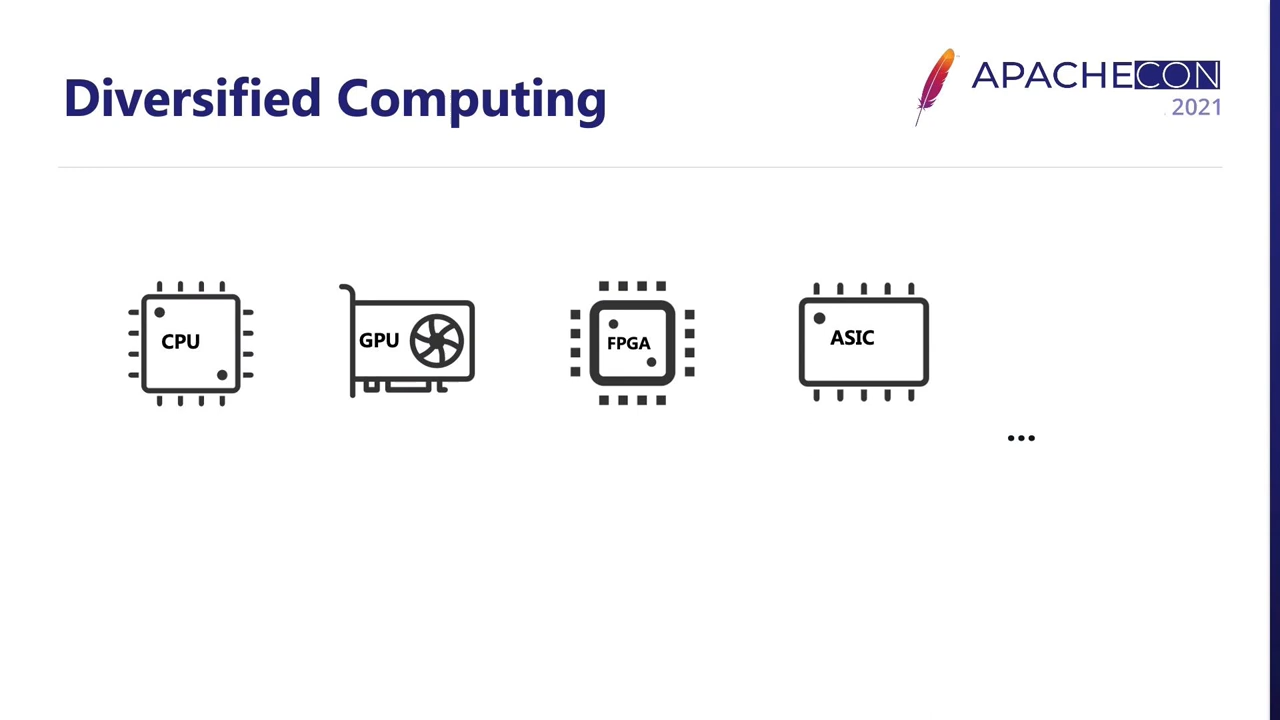 Diversified Computing
APACHECON
2021
CPU
GPU
FPGA
ASIC
...